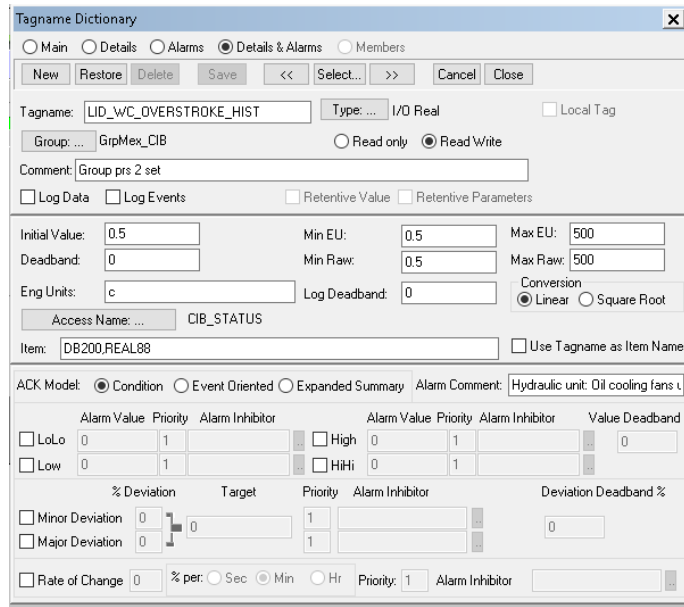 Tagname Dictionary
Main Details Alarms Details & Alarms Members
New Restore Delete Save << Select... >> Cancel Close
Tagname: LID_WC_OVERSTROKE_HIST Type: ... I/O Real Local Tag
Group: ... GrpMex_CIB Read only Read Write
Comment: Group prs 2 set
Log Data Log Events Retentive Value Retentive Parameters
Initial Value: 0.5 Min EU: 0.5 Max EU: 500
Deadband: 0 Min Raw: 0.5 Max Raw: 500
Eng Units: c Log Deadband: 0 Conversion
Linear Square Root
Access Name: ... CIB_STATUS
Item: DB200,REAL88 Use Tagname as Item Name
ACK Model: Condition Event Oriented Expanded Summary Alarm Comment: Hydraulic unit: Oil cooling fans
Alarm Value Priority Alarm Inhibitor Alarm Value Priority Alarm Inhibitor Value Deadband
LoLo 0 1 ... High 0 1 ... 0
Low 0 1 ... HiHi 0 1 ...
% Deviation Target Priority Alarm Inhibitor Deviation Deadband %
Minor Deviation 0 0 1 ... 0
Major Deviation 0 1 ...
Rate of Change 0 % per: Sec Min Hr Priority: 1 Alarm Inhibitor ...